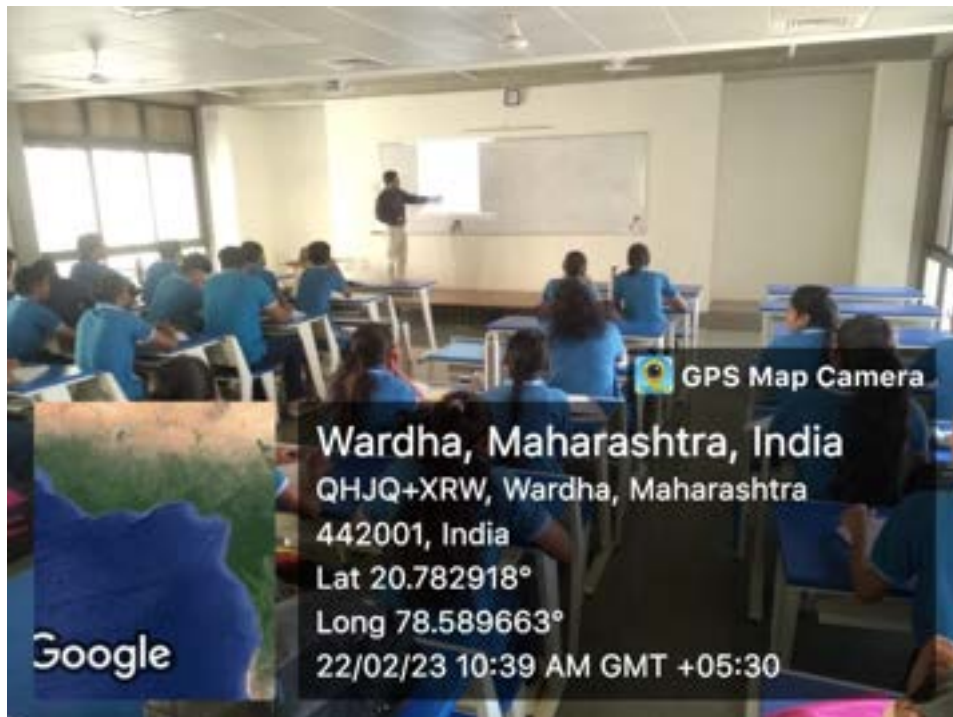 GPS Map Camera
Wardha, Maharashtra, India
QHJQ+XRW, Wardha, Maharashtra
442001, India
Lat 20.782918°
Long 78.589663°
22/02/23 10:39 AM GMT +05:30
Google